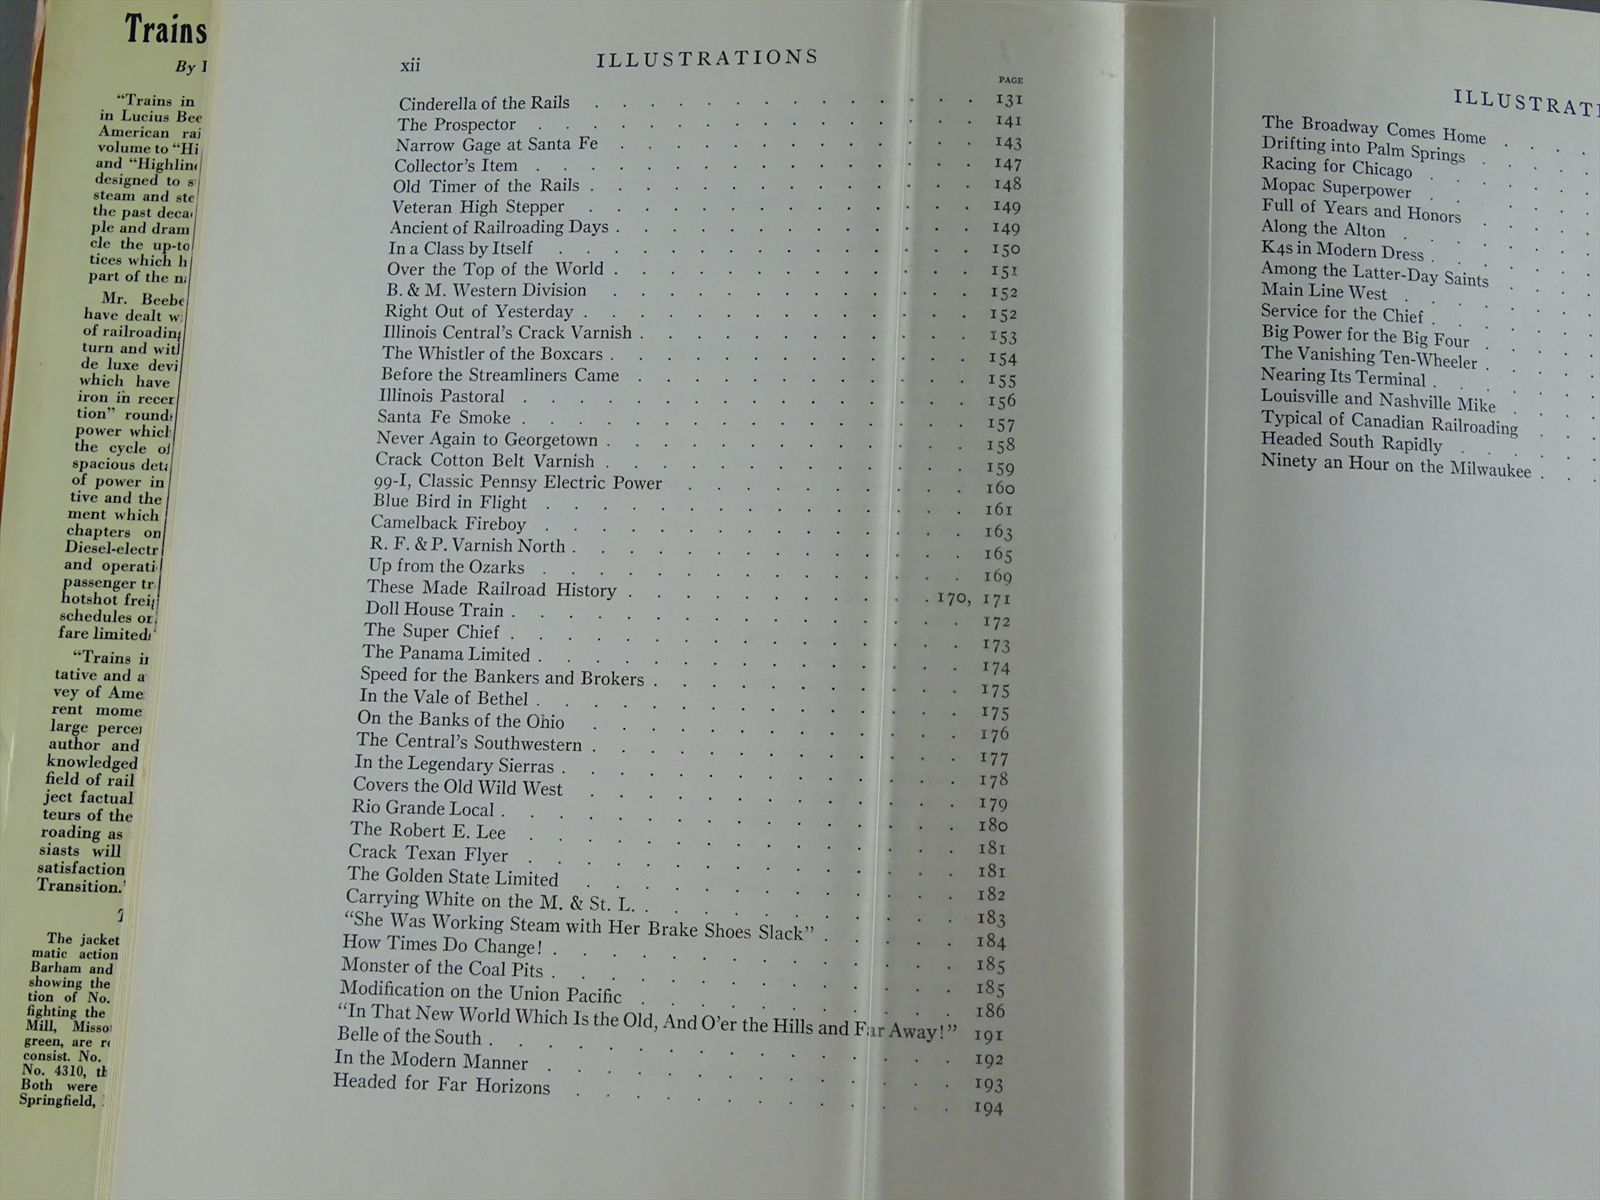 Trains
By
"Trains in
in Lucius Bee
American rai
volume to "Hi
and "Highlin
designed to s
steam and ste
the past deca
ple and dram
cle the up-to
tices which h
part of the n
Mr. Beebe
have dealt w
of railroading
turn and with
de luxe devi
which have
iron in recen
tion" rounds
power which
the cycle of
spacious deta
of power in
tive and the
ment which
chapters on
Diesel-electr
and operati
passenger tr
hotshot freig
schedules or
fare limiteds
"Trains in
tative and a
vey of Ame
rent mome
large percen
author and
knowledged
field of rail
ject factual
teurs of the
roading as
siasts will
satisfaction
Transition."
The jacket
matic action
Barham and
showing the
tion of No.
fighting the
Mill, Missou
green, are re
consist. No.
No. 4310, th
Both were
Springfield,
xii ILLUSTRATIONS
PAGE
Cinderella of the Rails . . . 131
The Prospector . . . 141
Narrow Gage at Santa Fe . . . 143
Collector's Item . . . 147
Old Timer of the Rails . . . 148
Veteran High Stepper . . . 149
Ancient of Railroading Days . . . 149
In a Class by Itself . . . 150
Over the Top of the World . . . 151
B. & M. Western Division . . . 152
Right Out of Yesterday . . . 152
Illinois Central's Crack Varnish . . . 153
The Whistler of the Boxcars . . . 154
Before the Streamliners Came . . . 155
Illinois Pastoral . . . 156
Santa Fe Smoke . . . 157
Never Again to Georgetown . . . 158
Crack Cotton Belt Varnish . . . 159
99-1, Classic Pennsy Electric Power . . . 160
Blue Bird in Flight . . . 161
Camelback Fireboy . . . 163
R. F. & P. Varnish North . . . 165
Up from the Ozarks . . . 169
These Made Railroad History . . . 170, 171
Doll House Train . . . 172
The Super Chief . . . 173
The Panama Limited . . . 174
Speed for the Bankers and Brokers . . . 175
In the Vale of Bethel . . . 175
On the Banks of the Ohio . . . 176
The Central's Southwestern . . . 177
In the Legendary Sierras . . . 178
Covers the Old Wild West . . . 179
Rio Grande Local . . . 180
The Robert E. Lee . . . 181
Crack Texan Flyer . . . 181
The Golden State Limited . . . 182
Carrying White on the M. & St. L. . . . 183
"She Was Working Steam with Her Brake Shoes Slack" . . . 184
How Times Do Change! . . . 185
Monster of the Coal Pits . . . 185
Modification on the Union Pacific . . . 186
"In That New World Which Is the Old, And O'er the Hills and Far Away!" 191
Belle of the South . . . 192
In the Modern Manner . . . 193
Headed for Far Horizons . . . 194
ILLUSTRATI
The Broadway Comes Home . . .
Drifting into Palm Springs . . .
Racing for Chicago . . .
Mopac Superpower . . .
Full of Years and Honors . . .
Along the Alton . . .
K4s in Modern Dress . . .
Among the Latter-Day Saints . . .
Main Line West . . .
Service for the Chief . . .
Big Power for the Big Four . . .
The Vanishing Ten-Wheeler . . .
Nearing Its Terminal . . .
Louisville and Nashville Mike . . .
Typical of Canadian Railroading . . .
Headed South Rapidly . . .
Ninety an Hour on the Milwaukee . . .